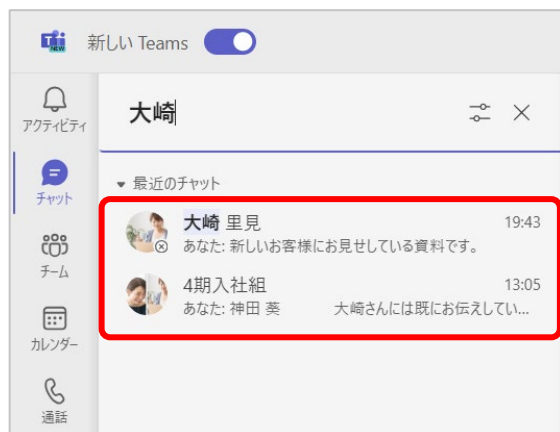 新しい Teams
NEW
アクティビティ
大崎
チャット
最近のチャット
大崎 里見 19:43
あなた: 新しいお客様にお見せしている資料です。
チーム
4期入社組 13:05
あなた: 神田 葵 大崎さんには既にお伝えしてい...
カレンダー
通話